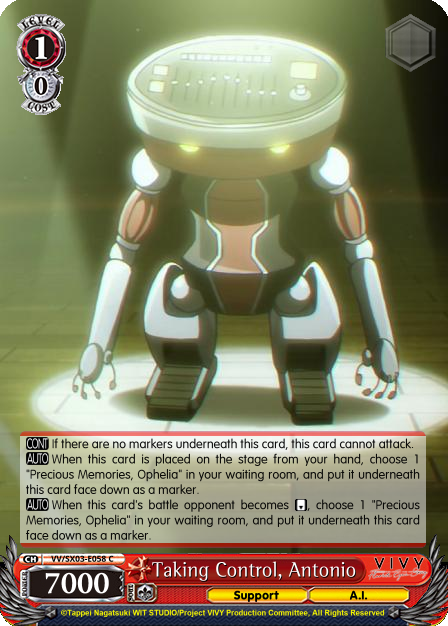 LEVEL
1
0
COST
CONT If there are no markers underneath this card, this card cannot attack.
AUTO When this card is placed on the stage from your hand, choose 1
"Precious Memories, Ophelia" in your waiting room, and put it underneath
this card face down as a marker.
AUTO When this card's battle opponent becomes [ ], choose 1 "Precious
Memories, Ophelia" in your waiting room, and put it underneath this card
face down as a marker.
CH VV/SX03-E058 C
POWER 7000 SOUL
Taking Control, Antonio
VIVY
Support A.I.
©Tappei Nagatsuki WIT STUDIO/Project VIVY Production Committee, All Rights Reserved